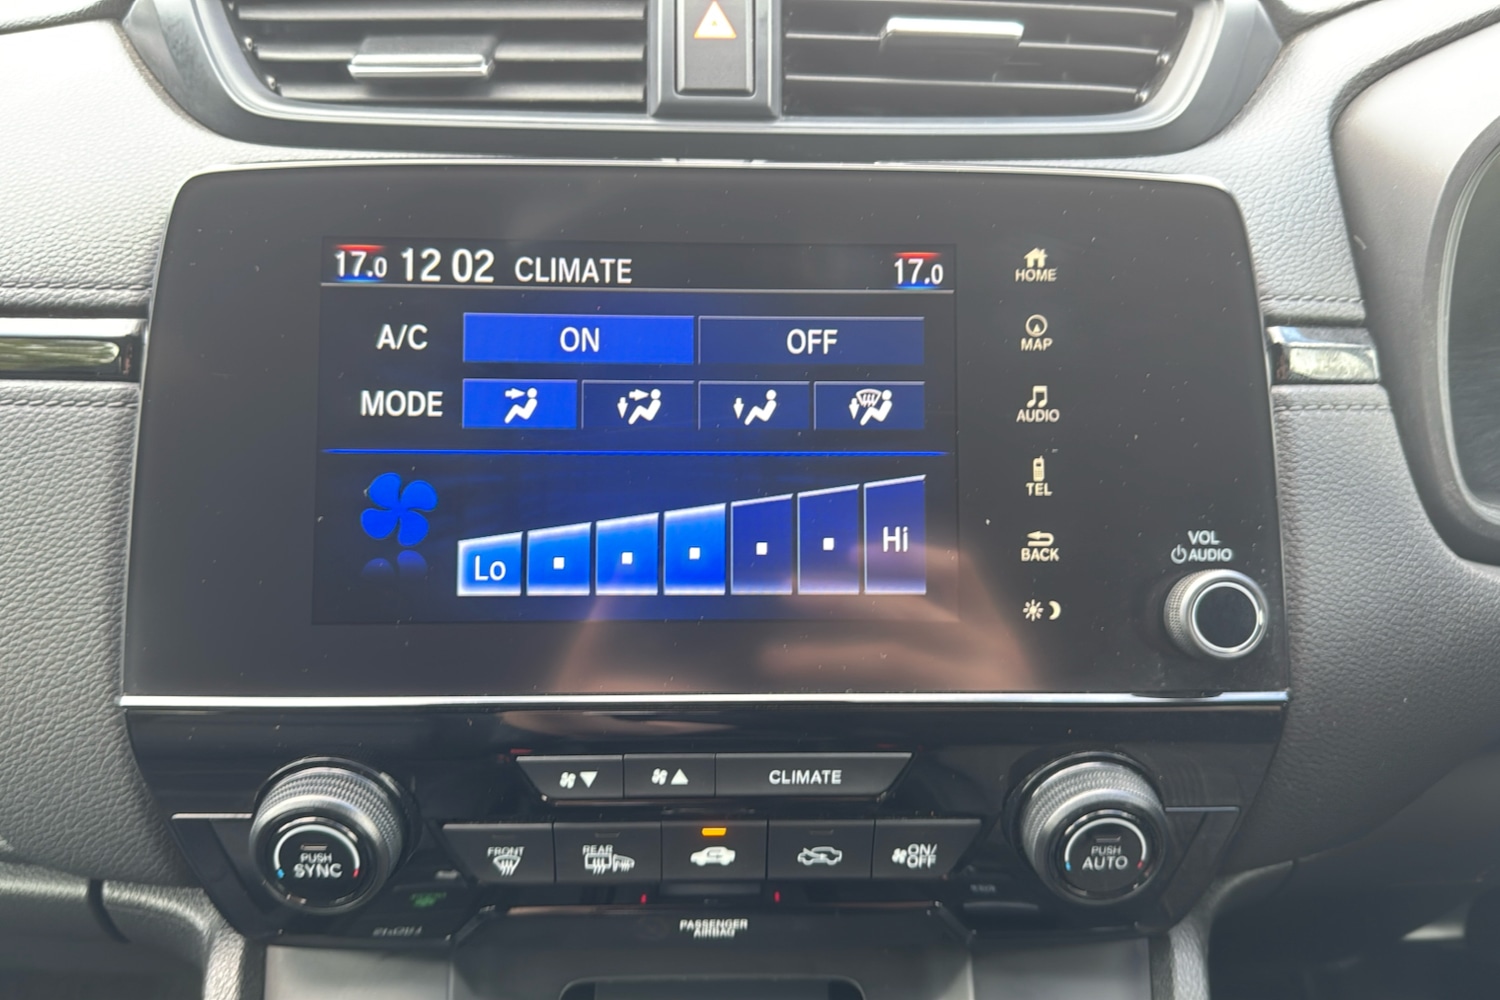 17.0 12 02 CLIMATE 17.0
HOME
A/C ON OFF
MAP
MODE
AUDIO
TEL
Lo Hi
BACK
VOL
AUDIO
CLIMATE
PUSH
SYNC
FRONT
REAR
ON/
OFF
PUSH
AUTO
PASSENGER
AIRBAG